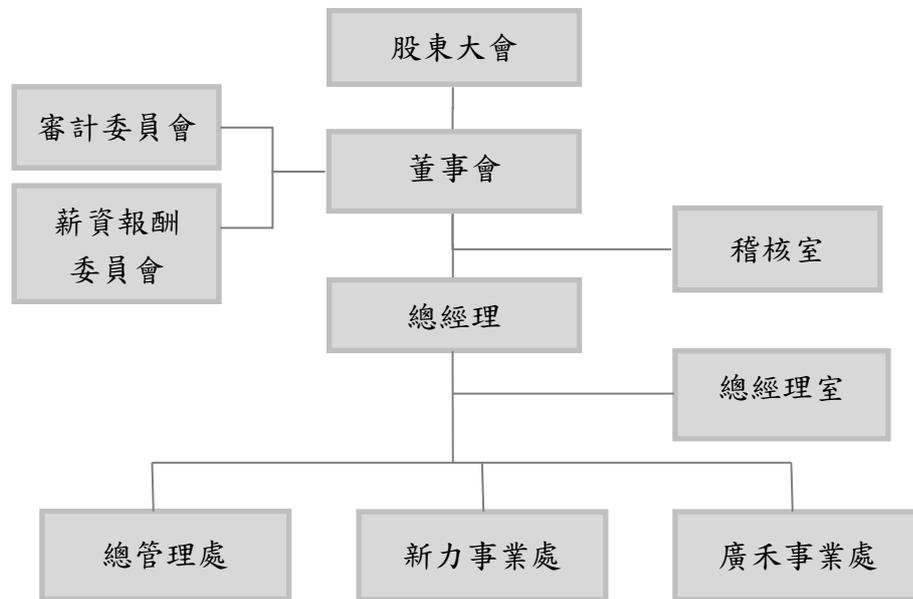 股東大會
審計委員會
董事會
薪資報酬
委員會
稽核室
總經理
總經理室
總管理處
新力事業處
廣禾事業處